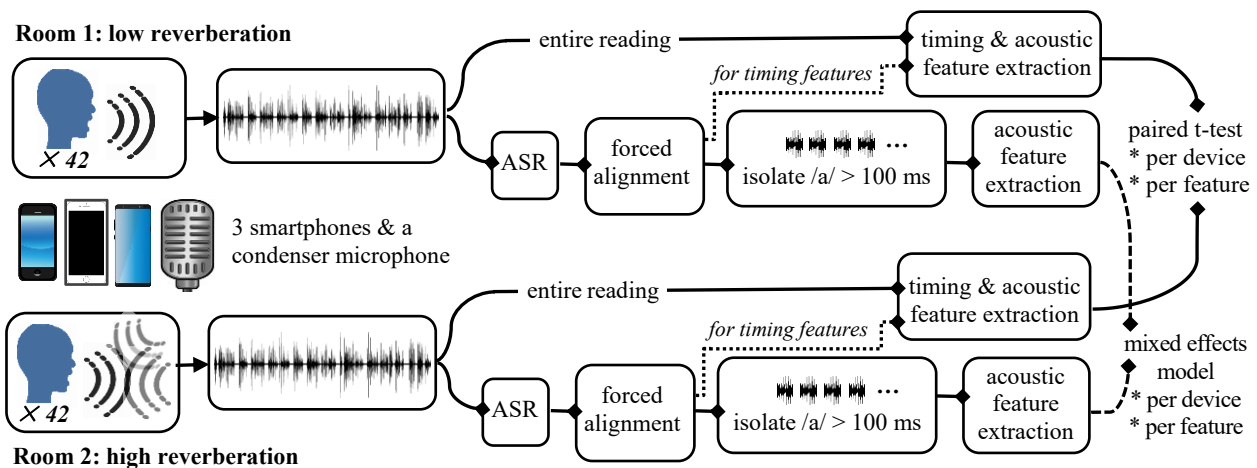 Room 1: low reverberation
× 42
entire reading
timing & acoustic
feature extraction
for timing features
ASR
forced
alignment
...
isolate /a/ > 100 ms
acoustic
feature
extraction
paired t-test
* per device
* per feature
3 smartphones & a
condenser microphone
entire reading
timing & acoustic
feature extraction
for timing features
× 42
ASR
forced
alignment
...
isolate /a/ > 100 ms
acoustic
feature
extraction
mixed effects
model
* per device
* per feature
Room 2: high reverberation